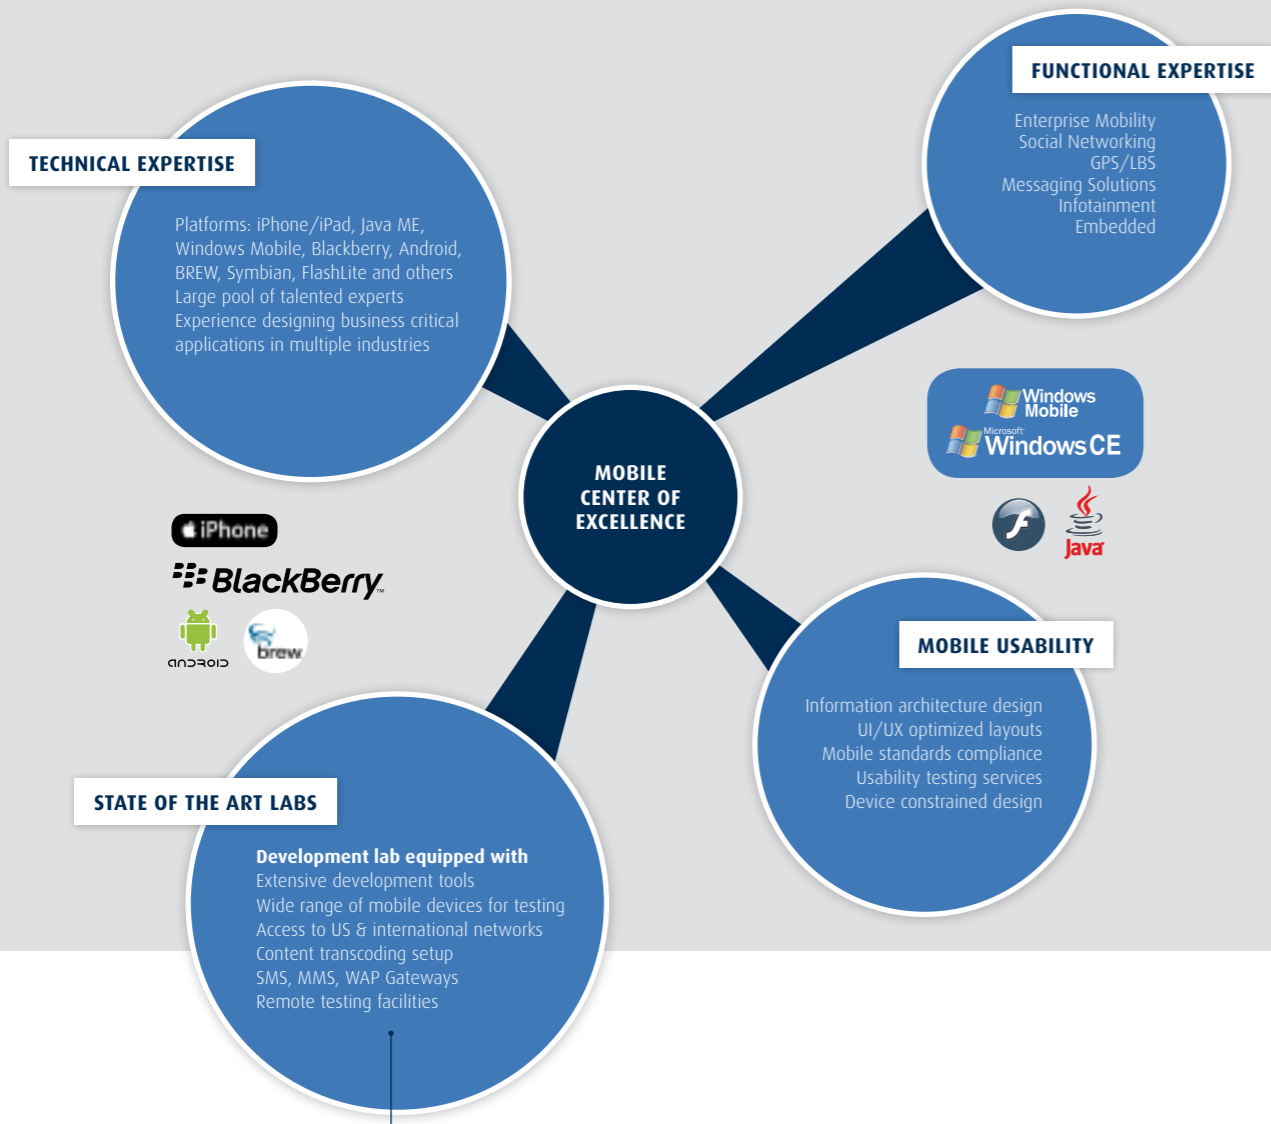 FUNCTIONAL EXPERTISE
Enterprise Mobility
Social Networking
GPS/LBS
Messaging Solutions
Infotainment
Embedded
TECHNICAL EXPERTISE
Platforms: iPhone/iPad, Java ME,
Windows Mobile, Blackberry, Android,
BREW, Symbian, FlashLite and others
Large pool of talented experts
Experience designing business critical
applications in multiple industries
MOBILE
CENTER OF
EXCELLENCE
Windows
Mobile
Microsoft
Windows CE
Java
iPhone
BlackBerry™
ANDROID
brew
MOBILE USABILITY
Information architecture design
UI/UX optimized layouts
Mobile standards compliance
Usability testing services
Device constrained design
STATE OF THE ART LABS
Development lab equipped with
Extensive development tools
Wide range of mobile devices for testing
Access to US & international networks
Content transcoding setup
SMS, MMS, WAP Gateways
Remote testing facilities